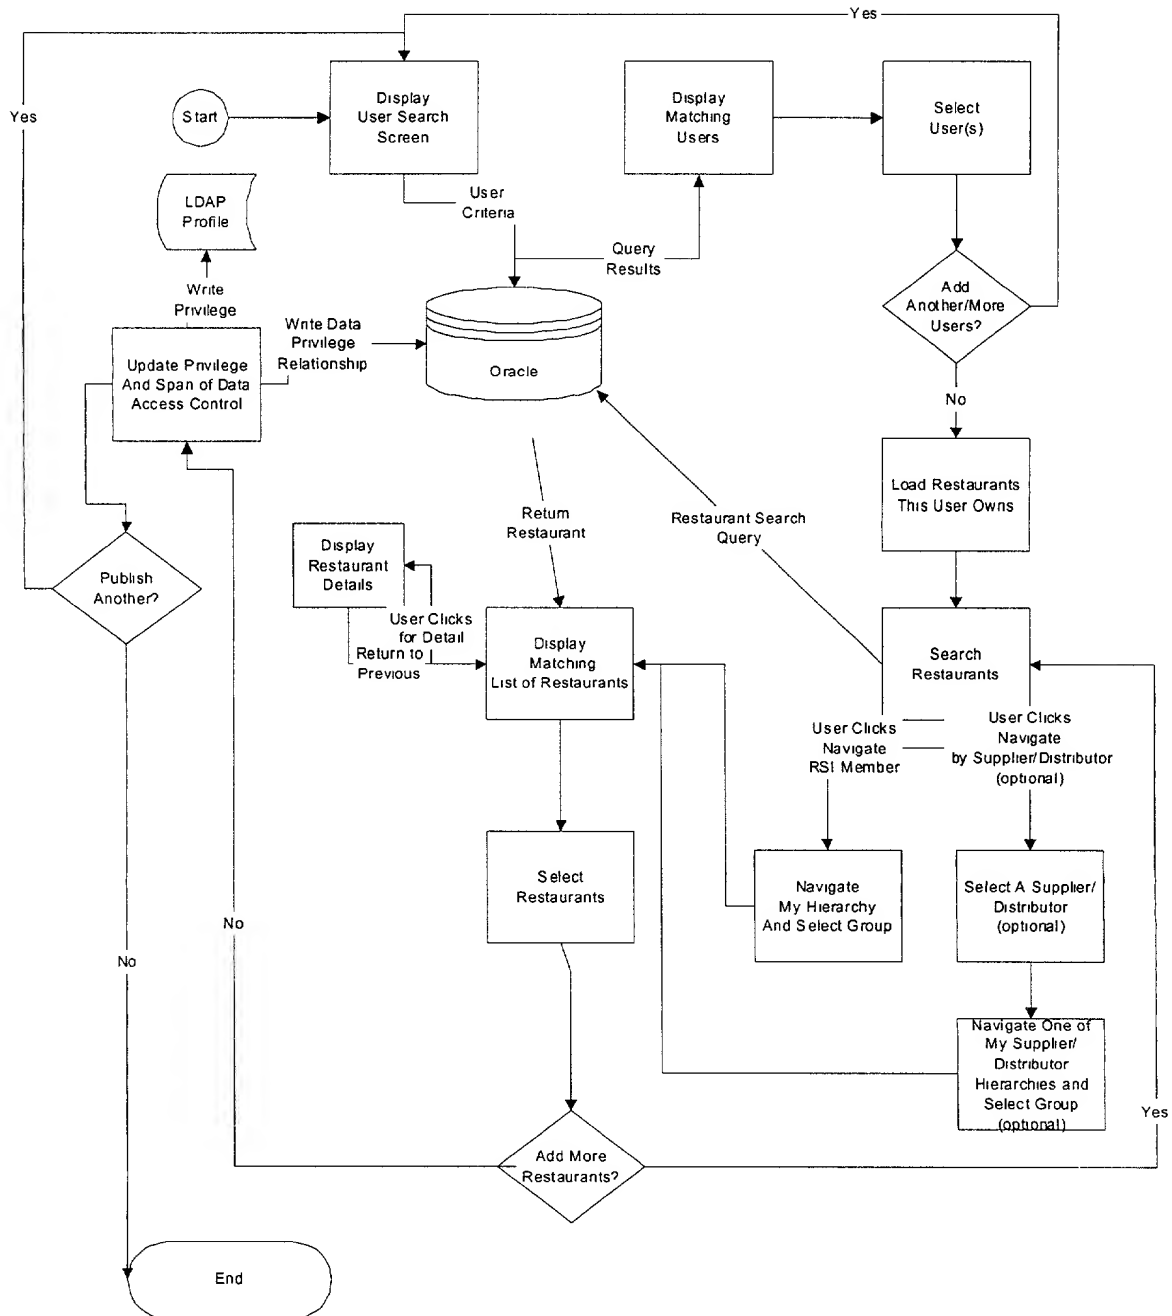 Yes
Yes
Start
Display
User Search
Screen
Display
Matching
Users
Select
User(s)
LDAP
Profile
User
Criteria
Query
Results
Write
Privilege
Add
Another/More
Users?
Write Data
Privilege
Relationship
Update Privilege
And Span of Data
Access Control
Oracle
No
Load Restaurants
This User Owns
Return
Restaurant
Restaurant Search
Query
Display
Restaurant
Details
Publish
Another?
User Clicks
for Detail
Return to
Previous
Display
Matching
List of Restaurants
Search
Restaurants
User Clicks
Navigate
RSI Member
User Clicks
Navigate
by Supplier/Distributor
(optional)
Select
Restaurants
Navigate
My Hierarchy
And Select Group
Select A Supplier/
Distributor
(optional)
No
No
Navigate One of
My Supplier/
Distributor
Hierarchies and
Select Group
(optional)
Yes
Add More
Restaurants?
End